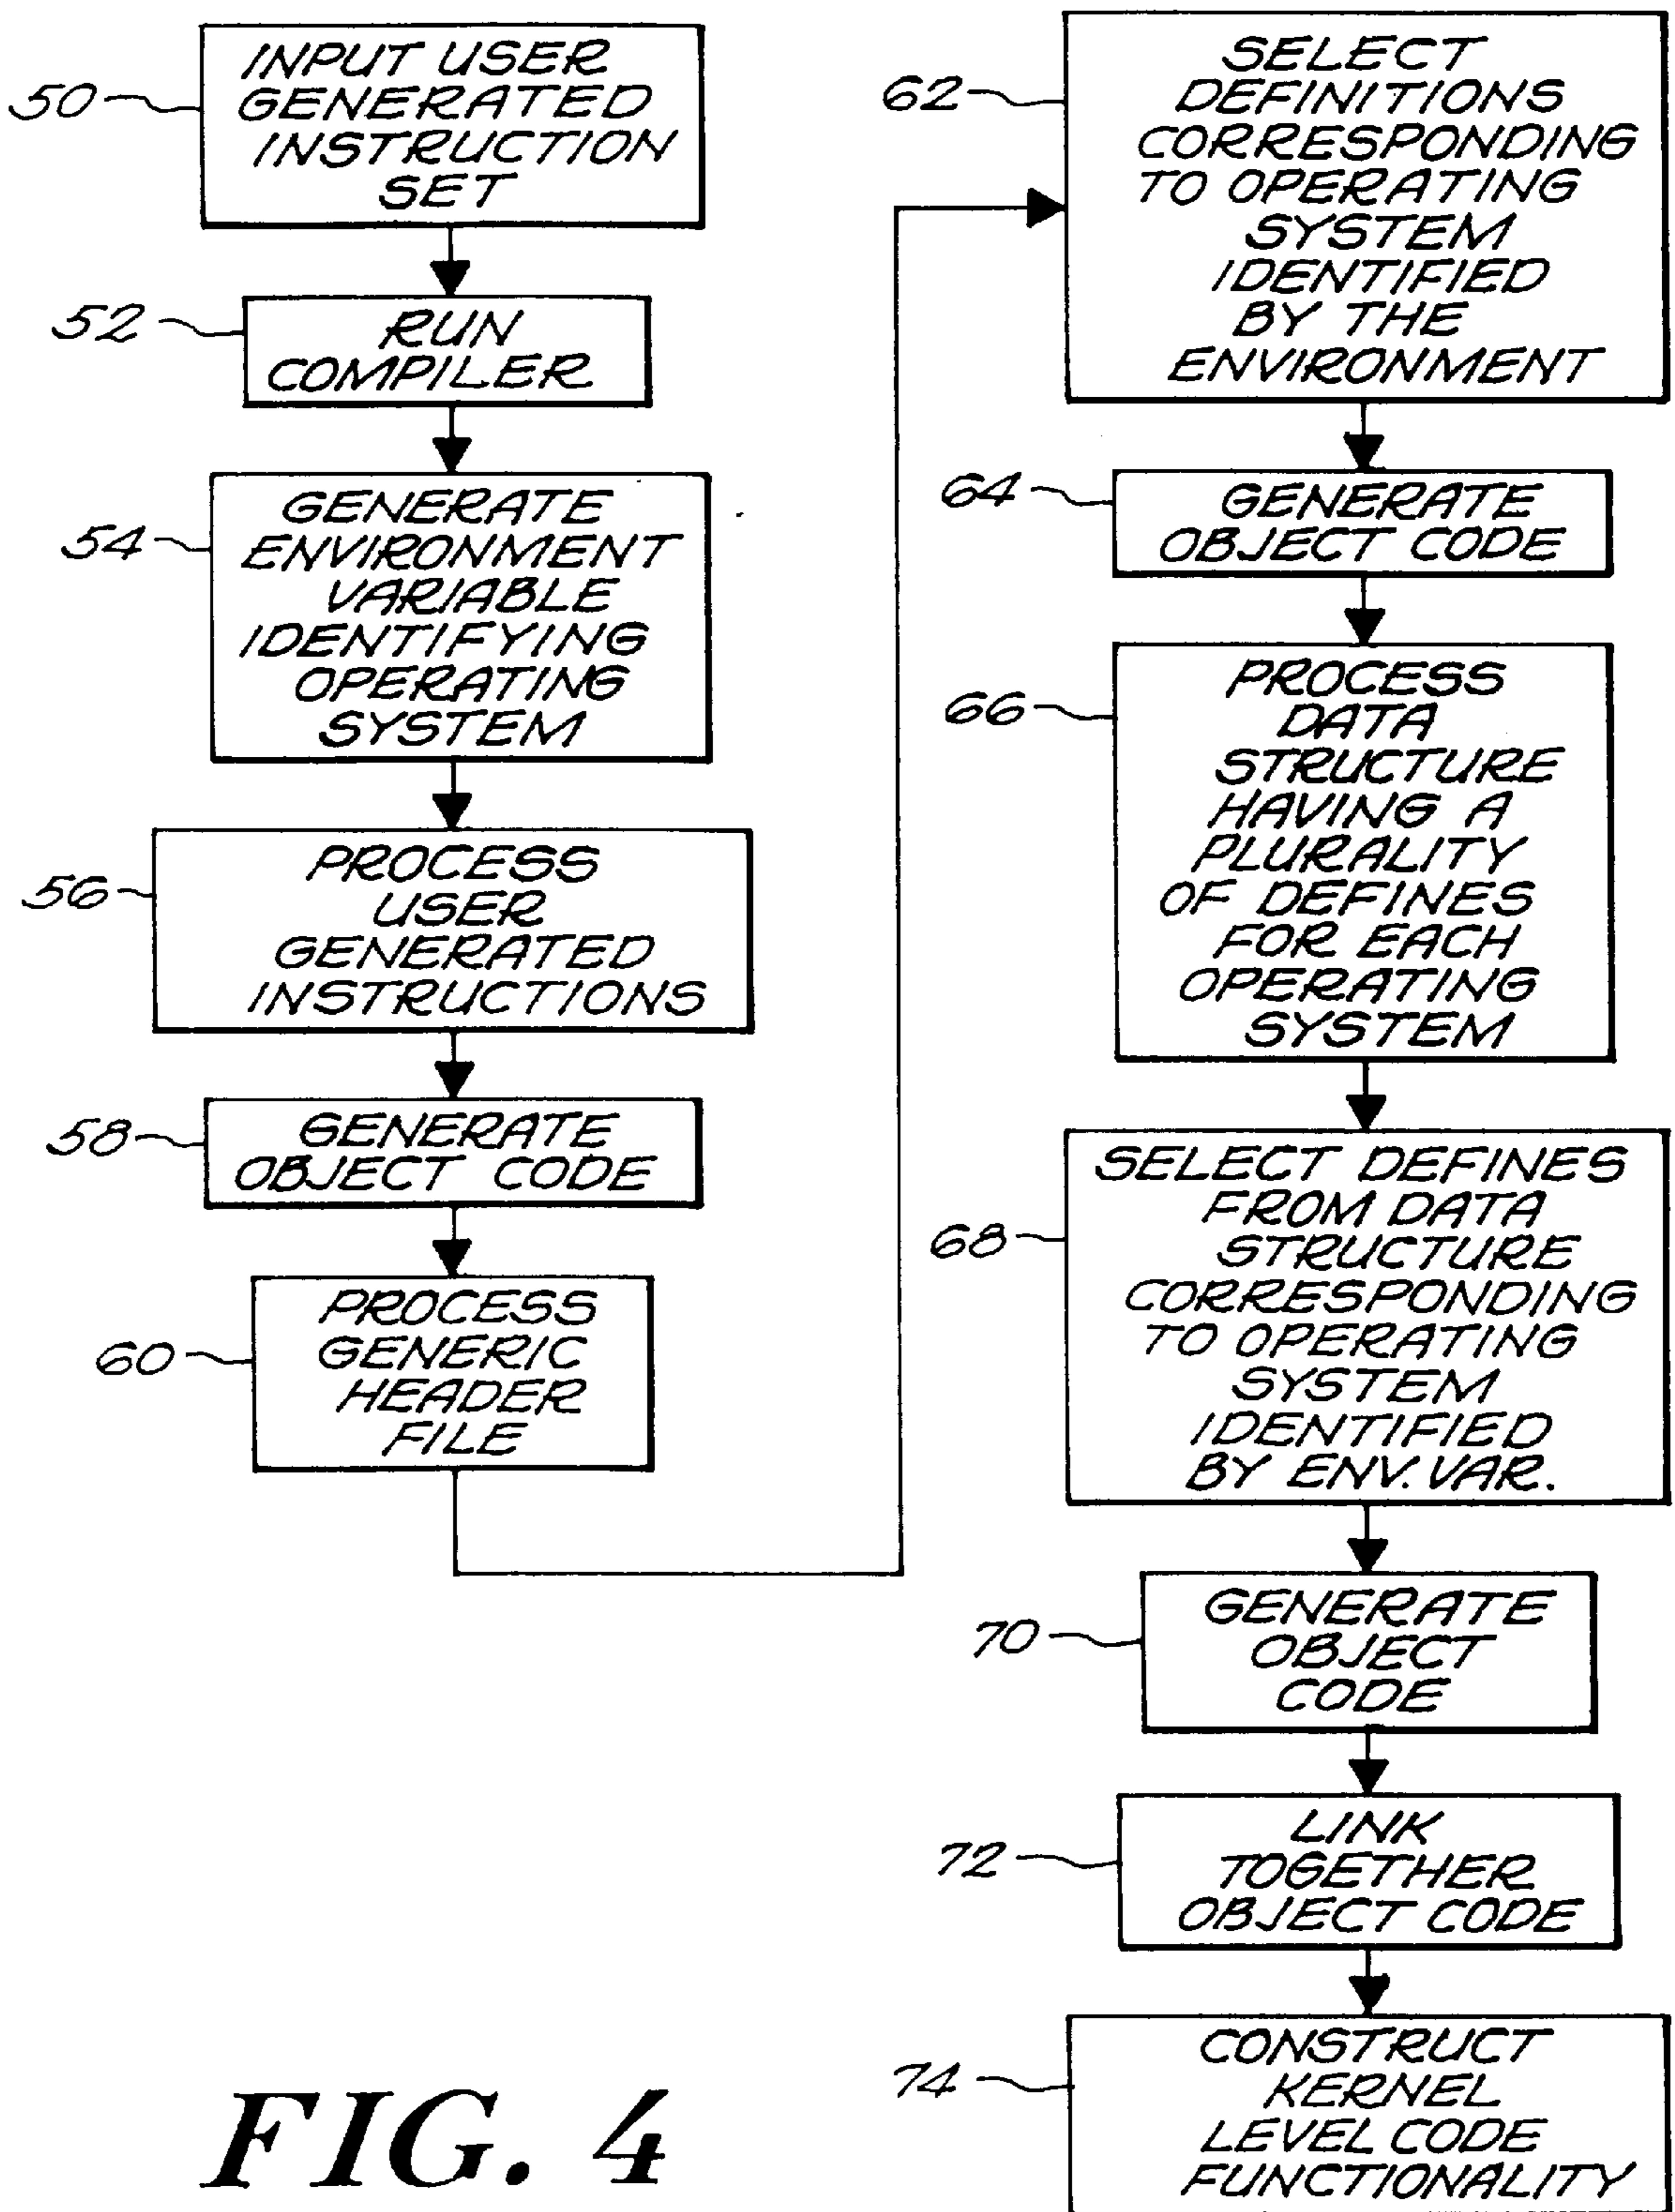 50
INPUT USER
GENERATED
INSTRUCTION
SET
52
RUN
COMPILER
54
GENERATE
ENVIRONMENT
VARIABLE
IDENTIFYING
OPERATING
SYSTEM
56
PROCESS
USER
GENERATED
INSTRUCTIONS
58
GENERATE
OBJECT CODE
60
PROCESS
GENERIC
HEADER
FILE
62
SELECT
DEFINITIONS
CORRESPONDING
TO OPERATING
SYSTEM
IDENTIFIED
BY THE
ENVIRONMENT
64
GENERATE
OBJECT CODE
66
PROCESS
DATA
STRUCTURE
HAVING A
PLURALITY
OF DEFINES
FOR EACH
OPERATING
SYSTEM
68
SELECT DEFINES
FROM DATA
STRUCTURE
CORRESPONDING
TO OPERATING
SYSTEM
IDENTIFIED
BY ENV. VAR.
70
GENERATE
OBJECT
CODE
72
LINK
TOGETHER
OBJECT CODE
74
CONSTRUCT
KERNEL
LEVEL CODE
FUNCTIONALITY
FIG. 4